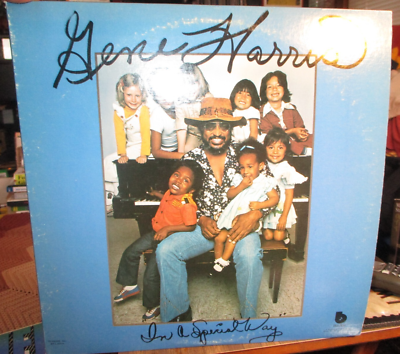 Gene Harris
In A Special Way"